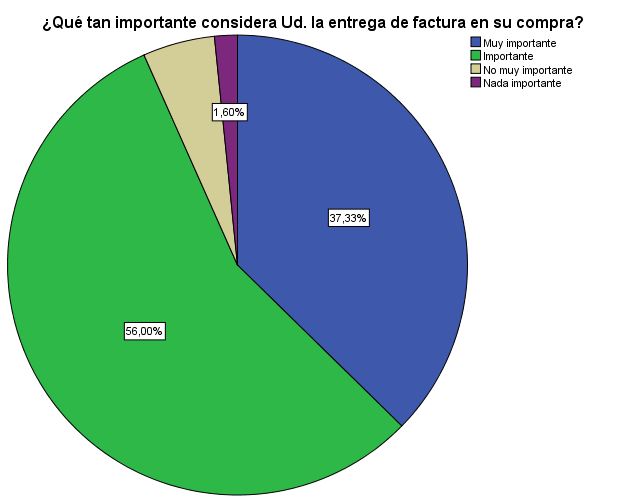 ¿Qué tan importante considera Ud. la entrega de factura en su compra?
Muy importante
Importante
No muy importante
Nada importante
1,60%
37,33%
56,00%